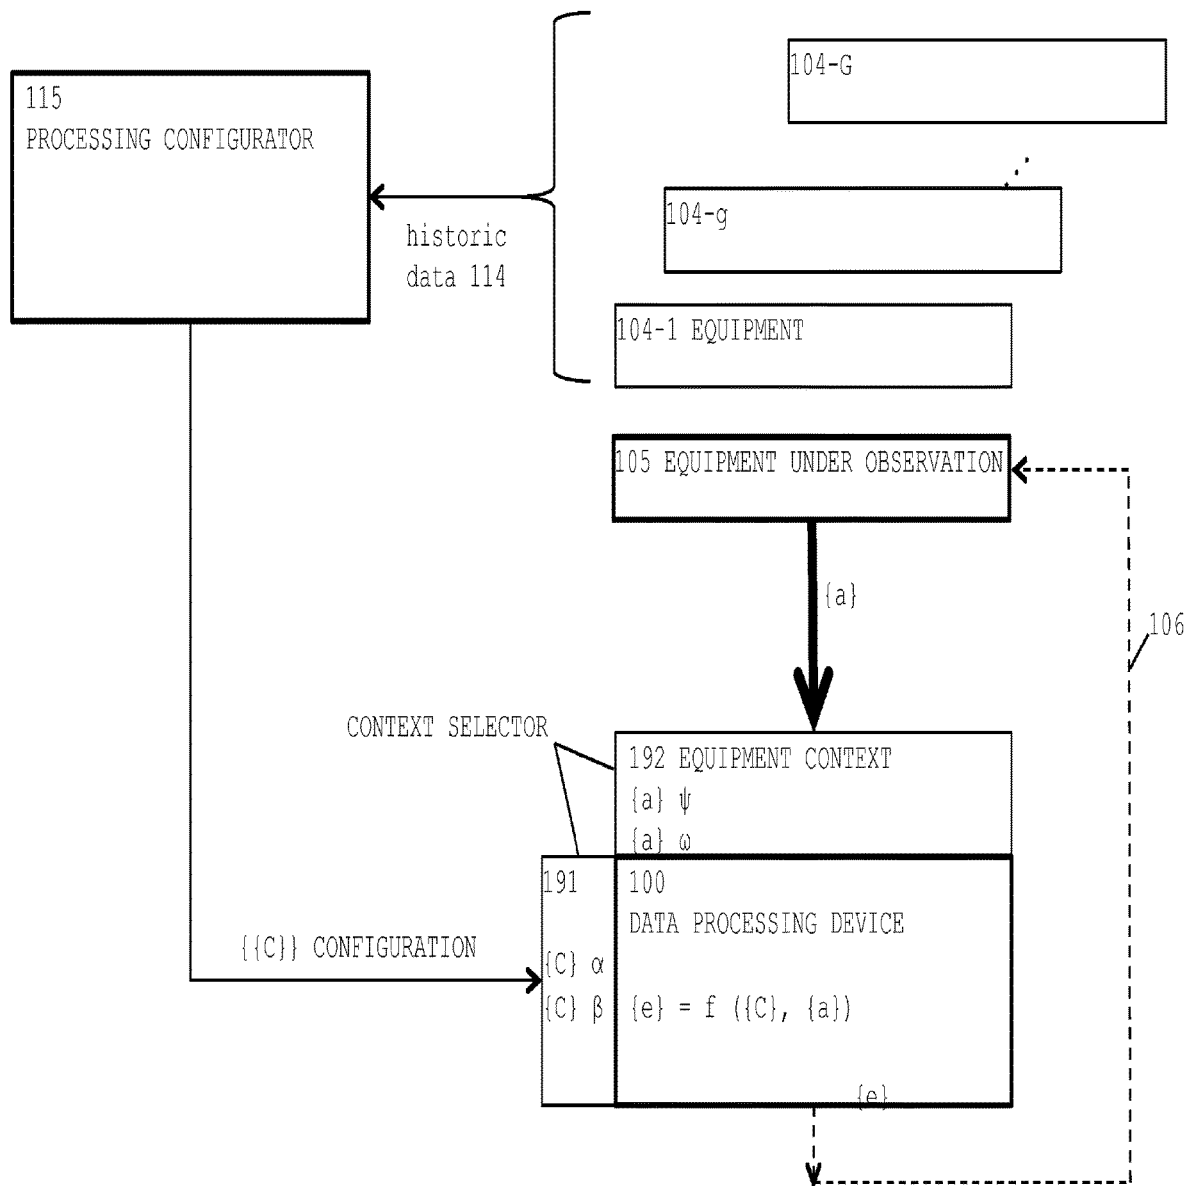 104-G
115
PROCESSING CONFIGURATOR
104-g
historic
data 114
104-1 EQUIPMENT
105 EQUIPMENT UNDER OBSERVATION
{a}
106
CONTEXT SELECTOR
192 EQUIPMENT CONTEXT
{a} ψ
{a} ω
191
100
DATA PROCESSING DEVICE
{{C}} CONFIGURATION
{C} α
{C} β
{e} = f ({C}, {a})
{e}